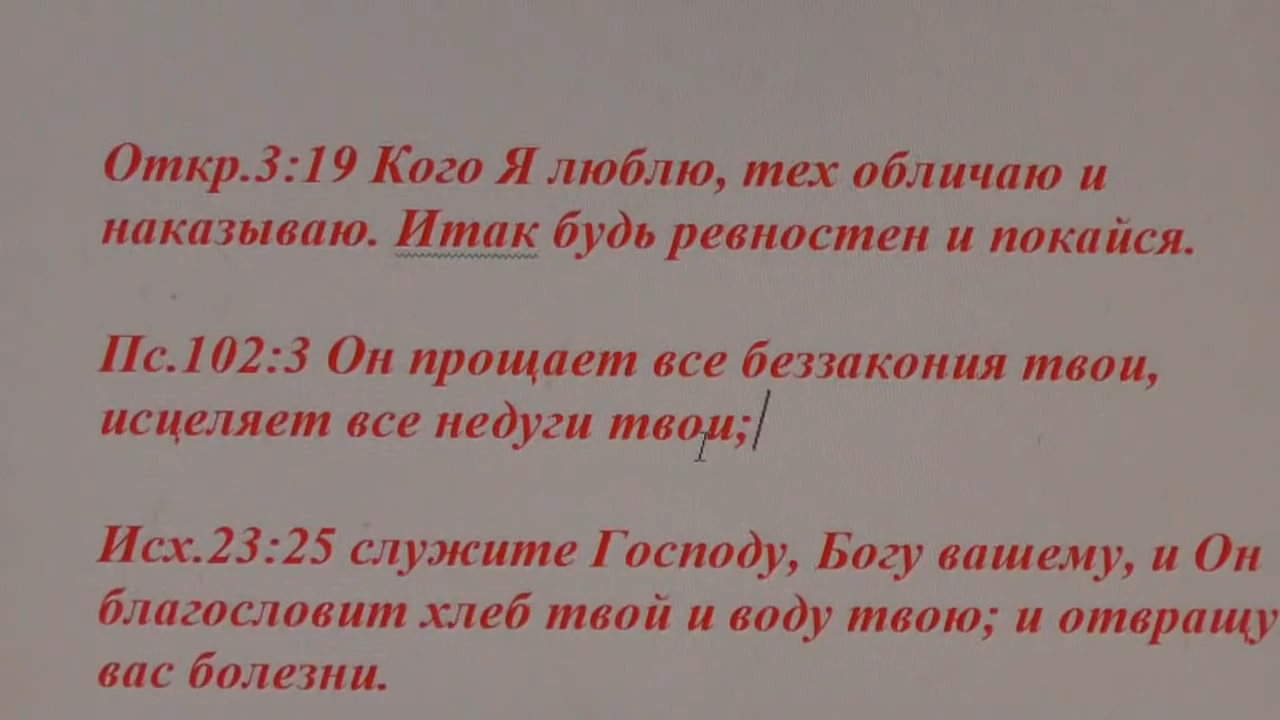 Откр.3:19 Кого Я люблю, тех обличаю и
наказываю. Итак будь ревностен и покайся.
Пс.102:3 Он прощает все беззакония твои,
исцеляет все недуги твои;
Исх.23:25 служите Господу, Богу вашему, и Он
благословит хлеб твой и воду твою; и отвращу
вас болезни.